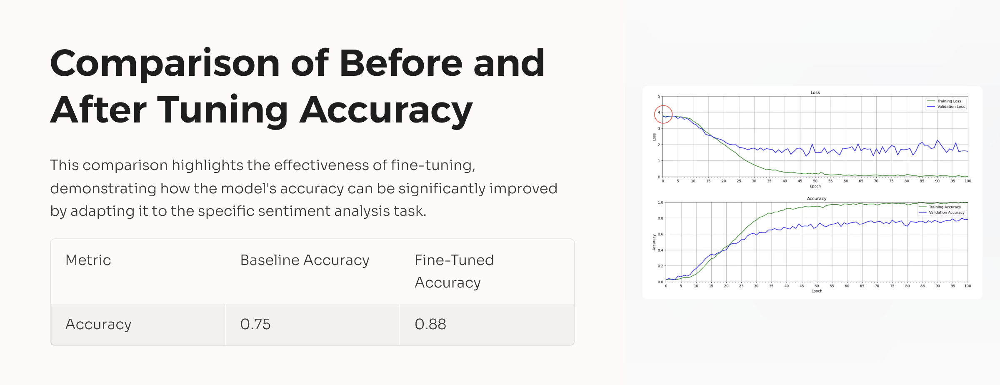 Comparison of Before and
After Tuning Accuracy
This comparison highlights the effectiveness of fine-tuning,
demonstrating how the model's accuracy can be significantly improved
by adapting it to the specific sentiment analysis task.
Metric Baseline Accuracy Fine-Tuned
Accuracy
Accuracy 0.75 0.88
Loss
5
4
3
2
1
0
Loss
Training Loss
Validation Loss
0 5 10 15 20 25 30 35 40 45 50 55 60 65 70 75 80 85 90 95 100
Epoch
Accuracy
1.0
0.8
0.6
0.4
0.2
0.0
Accuracy
Training Accuracy
Validation Accuracy
0 5 10 15 20 25 30 35 40 45 50 55 60 65 70 75 80 85 90 95 100
Epoch